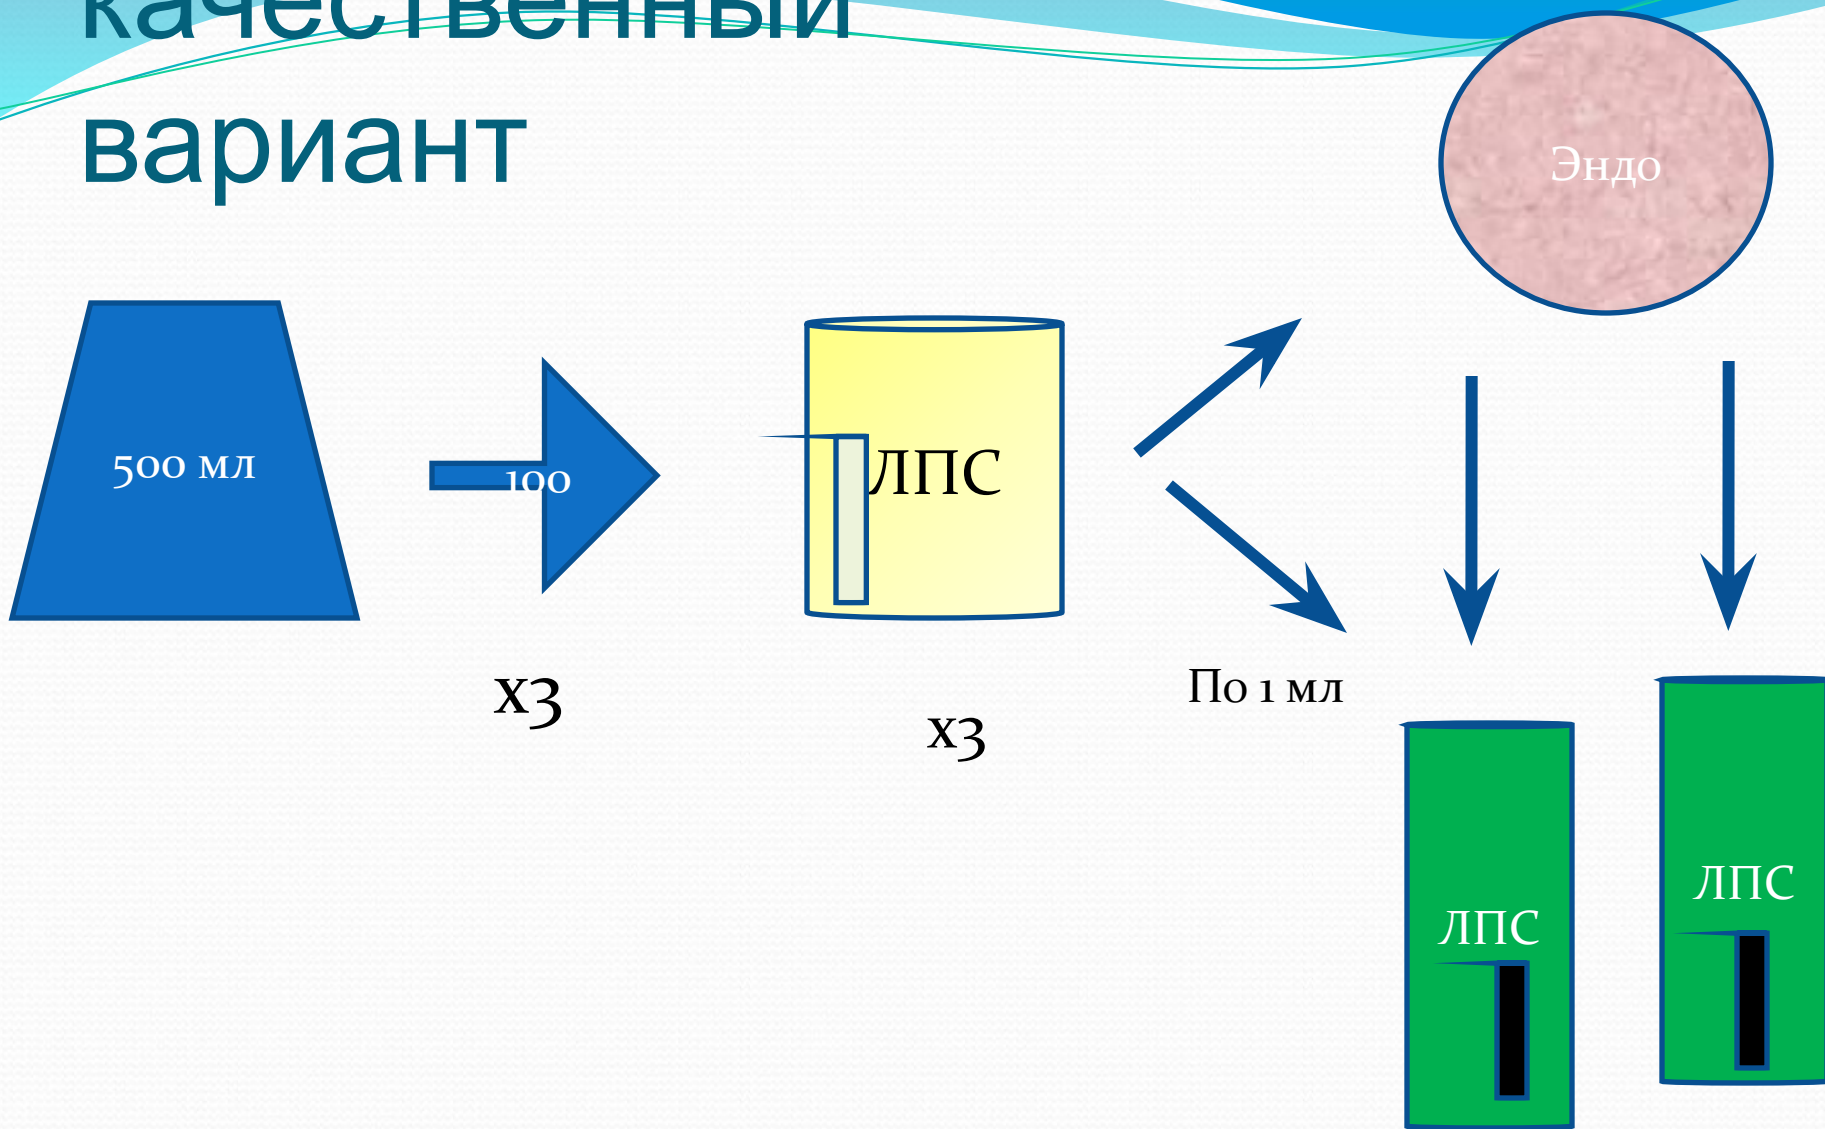 качественный
вариант
Эндо
500 мл
100
ЛПС
х3
х3
По 1 мл
ЛПС
ЛПС